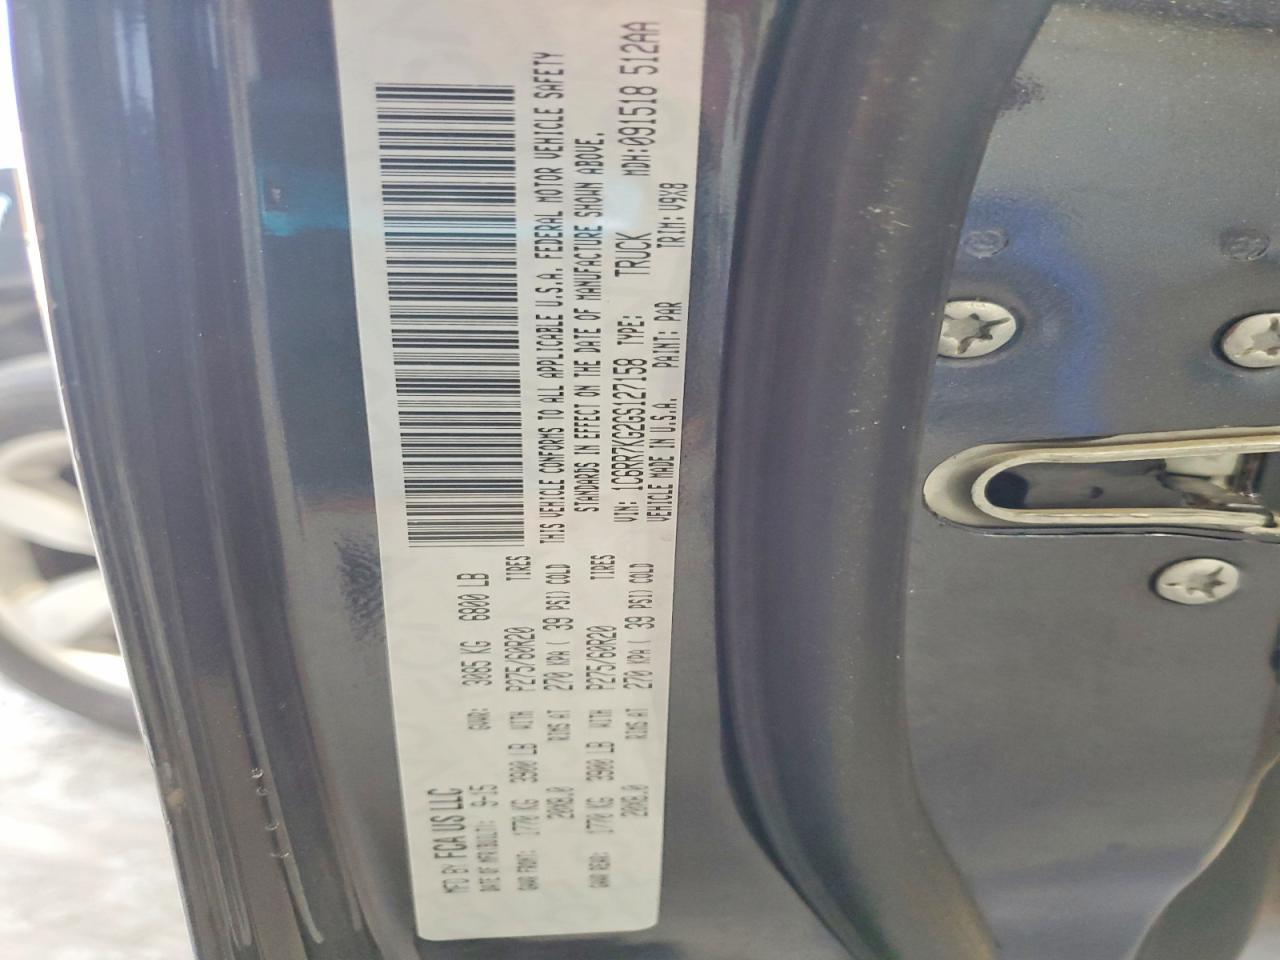 MFD BY FCA US LLC
DATE OF MFR(BUILT): 9-15 GVWR: 3085 KG 6800 LB
GAWR FRONT: 1770 KG 3900 LB WITH P275/60R20 TIRES
20X8.0 RIMS AT 270 KPA ( 39 PSI) COLD
GAWR REAR: 1770 KG 3900 LB WITH P275/60R20 TIRES
20X8.0 RIMS AT 270 KPA ( 39 PSI) COLD
THIS VEHICLE CONFORMS TO ALL APPLICABLE U.S.A. FEDERAL MOTOR VEHICLE SAFETY
STANDARDS IN EFFECT ON THE DATE OF MANUFACTURE SHOWN ABOVE.
VIN: 1C6RR7KG2GS127158 TYPE: TRUCK MDH:091518 512AA
VEHICLE MADE IN U.S.A. PAINT: PAR TRIM: V9X8